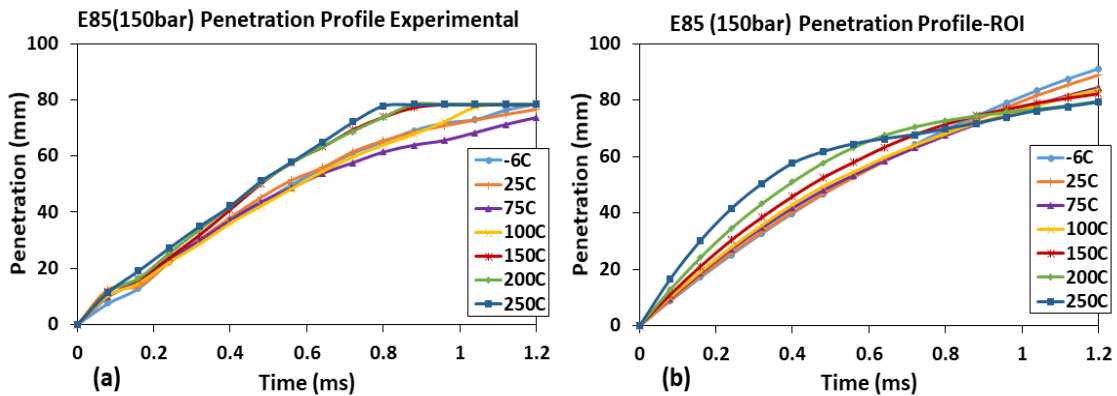 E85(150bar) Penetration Profile Experimental
100
80
60
40
20
0
0 0.2 0.4 0.6 0.8 1 1.2
Penetration (mm)
Time (ms)
(a)
-6C
25C
75C
100C
150C
200C
250C
E85 (150bar) Penetration Profile-ROI
100
80
60
40
20
0
0 0.2 0.4 0.6 0.8 1 1.2
Penetration (mm)
Time (ms)
(b)
-6C
25C
75C
100C
150C
200C
250C